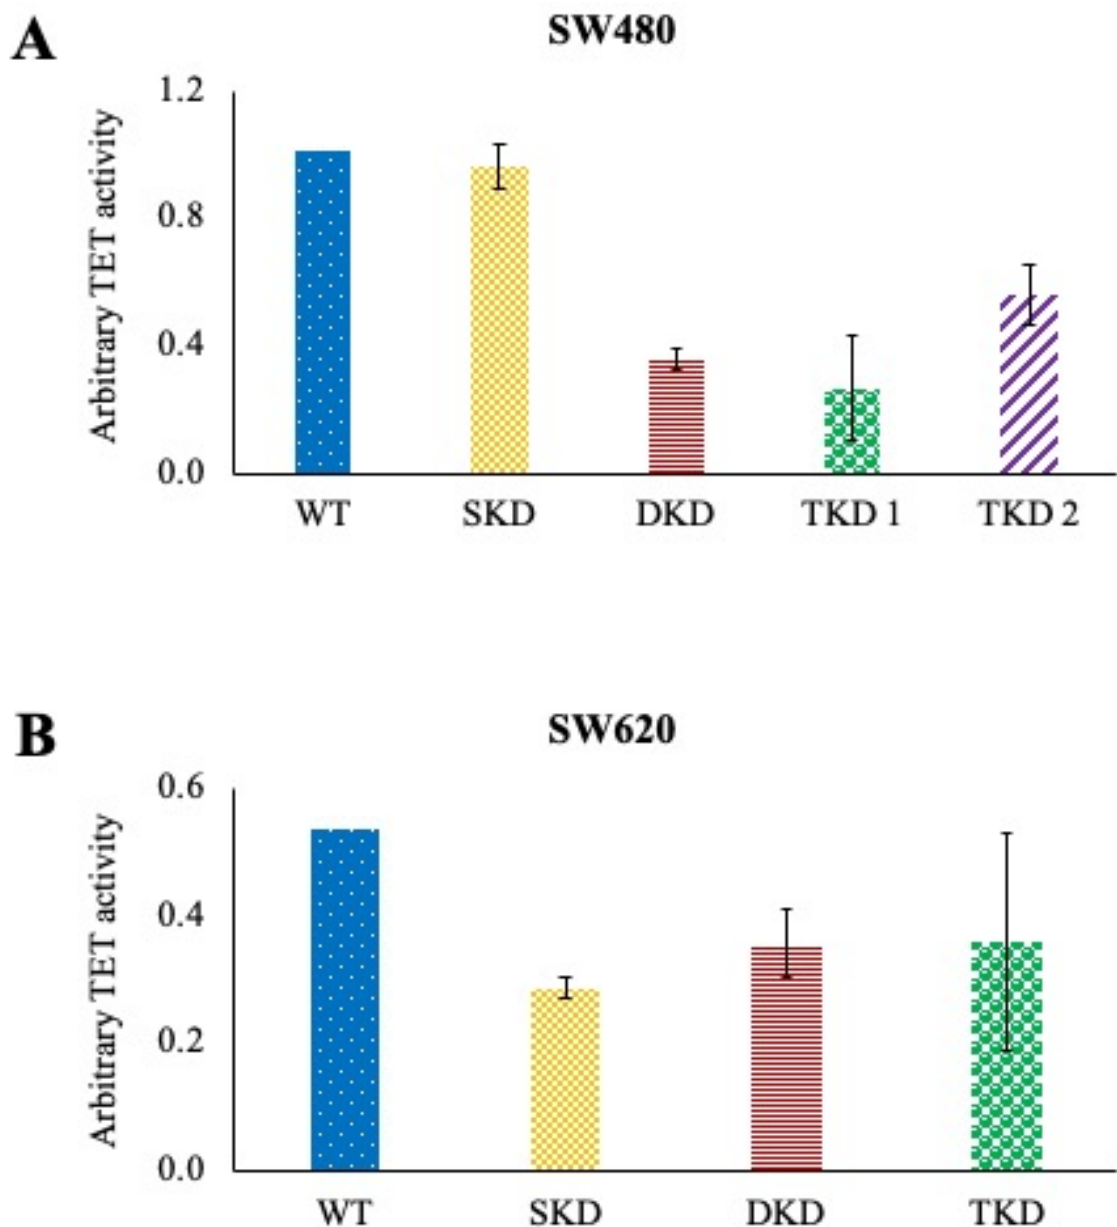 A
SW480
Arbitrary TET activity
1.2
0.8
0.4
0.0
WT SKD DKD TKD 1 TKD 2
B
SW620
Arbitrary TET activity
0.6
0.4
0.2
0.0
WT SKD DKD TKD